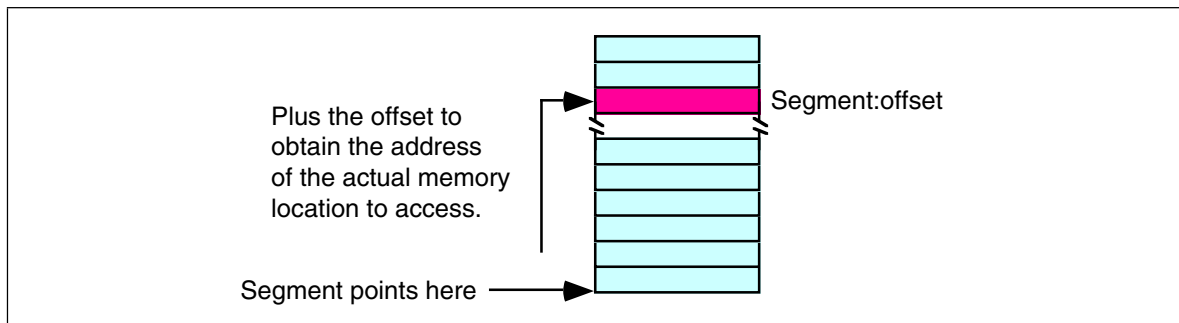 Segment:offset
Plus the offset to
obtain the address
of the actual memory
location to access.
Segment points here